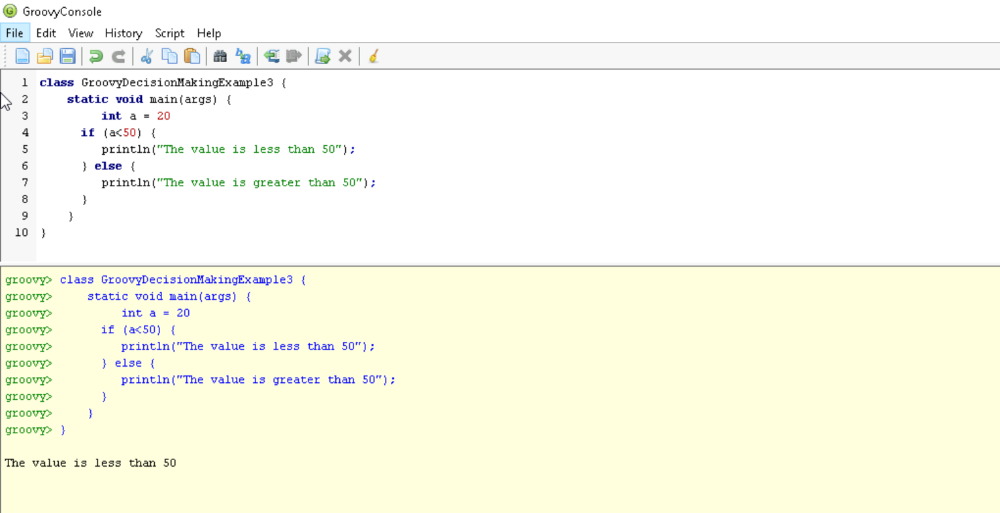 GroovyConsole
File Edit View History Script Help
1 class GroovyDecisionMakingExample3 {
2     static void main(args) {
3          int a = 20
4       if (a<50) {
5          println("The value is less than 50");
6       } else {
7          println("The value is greater than 50");
8       }
9     }
10 }
groovy> class GroovyDecisionMakingExample3 {
groovy>     static void main(args) {
groovy>          int a = 20
groovy>       if (a<50) {
groovy>          println("The value is less than 50");
groovy>       } else {
groovy>          println("The value is greater than 50");
groovy>       }
groovy>     }
groovy> }
The value is less than 50